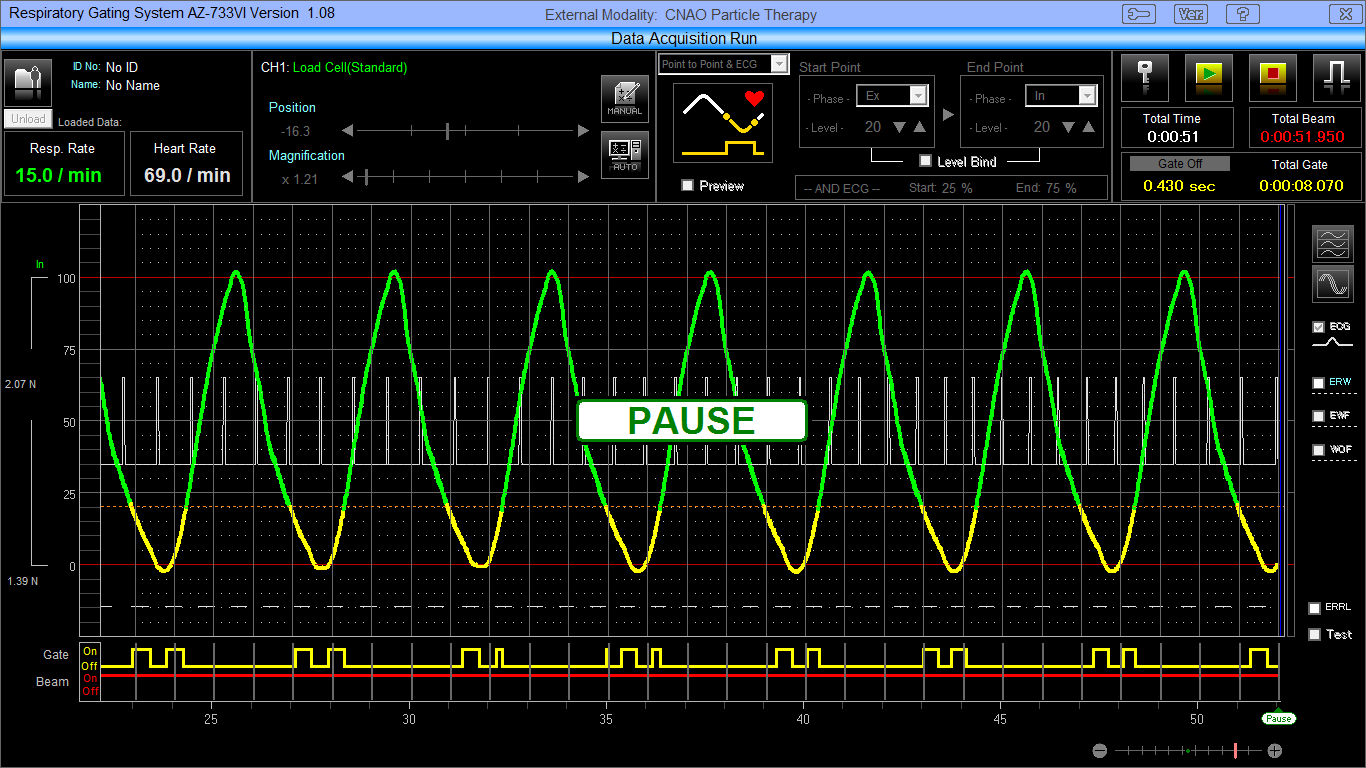 Respiratory Gating System AZ-733VI Version 1.08
External Modality: CNAO Particle Therapy
Ver.
?
Data Acquisition Run
ID No: No ID
Name: No Name
Unload
Loaded Data:
Resp. Rate
15.0 / min
Heart Rate
69.0 / min
CH1: Load Cell(Standard)
Position
-16.3
Magnification
x 1.21
MANUAL
AUTO
Point to Point & ECG
Preview
Start Point
- Phase - Ex
- Level - 20
End Point
- Phase - In
- Level - 20
Level Bind
-- AND ECG -- Start: 25 % End: 75 %
Total Time
0:00:51
Total Beam
0:00:51.950
Gate Off
0.430 sec
Total Gate
0:00:08.070
In
100
75
2.07 N
50
25
0
1.39 N
PAUSE
ECG
ERW
EWF
WOF
ERRL
Test
Gate On
Off
Beam On
Off
25 30 35 40 45 50
Pause